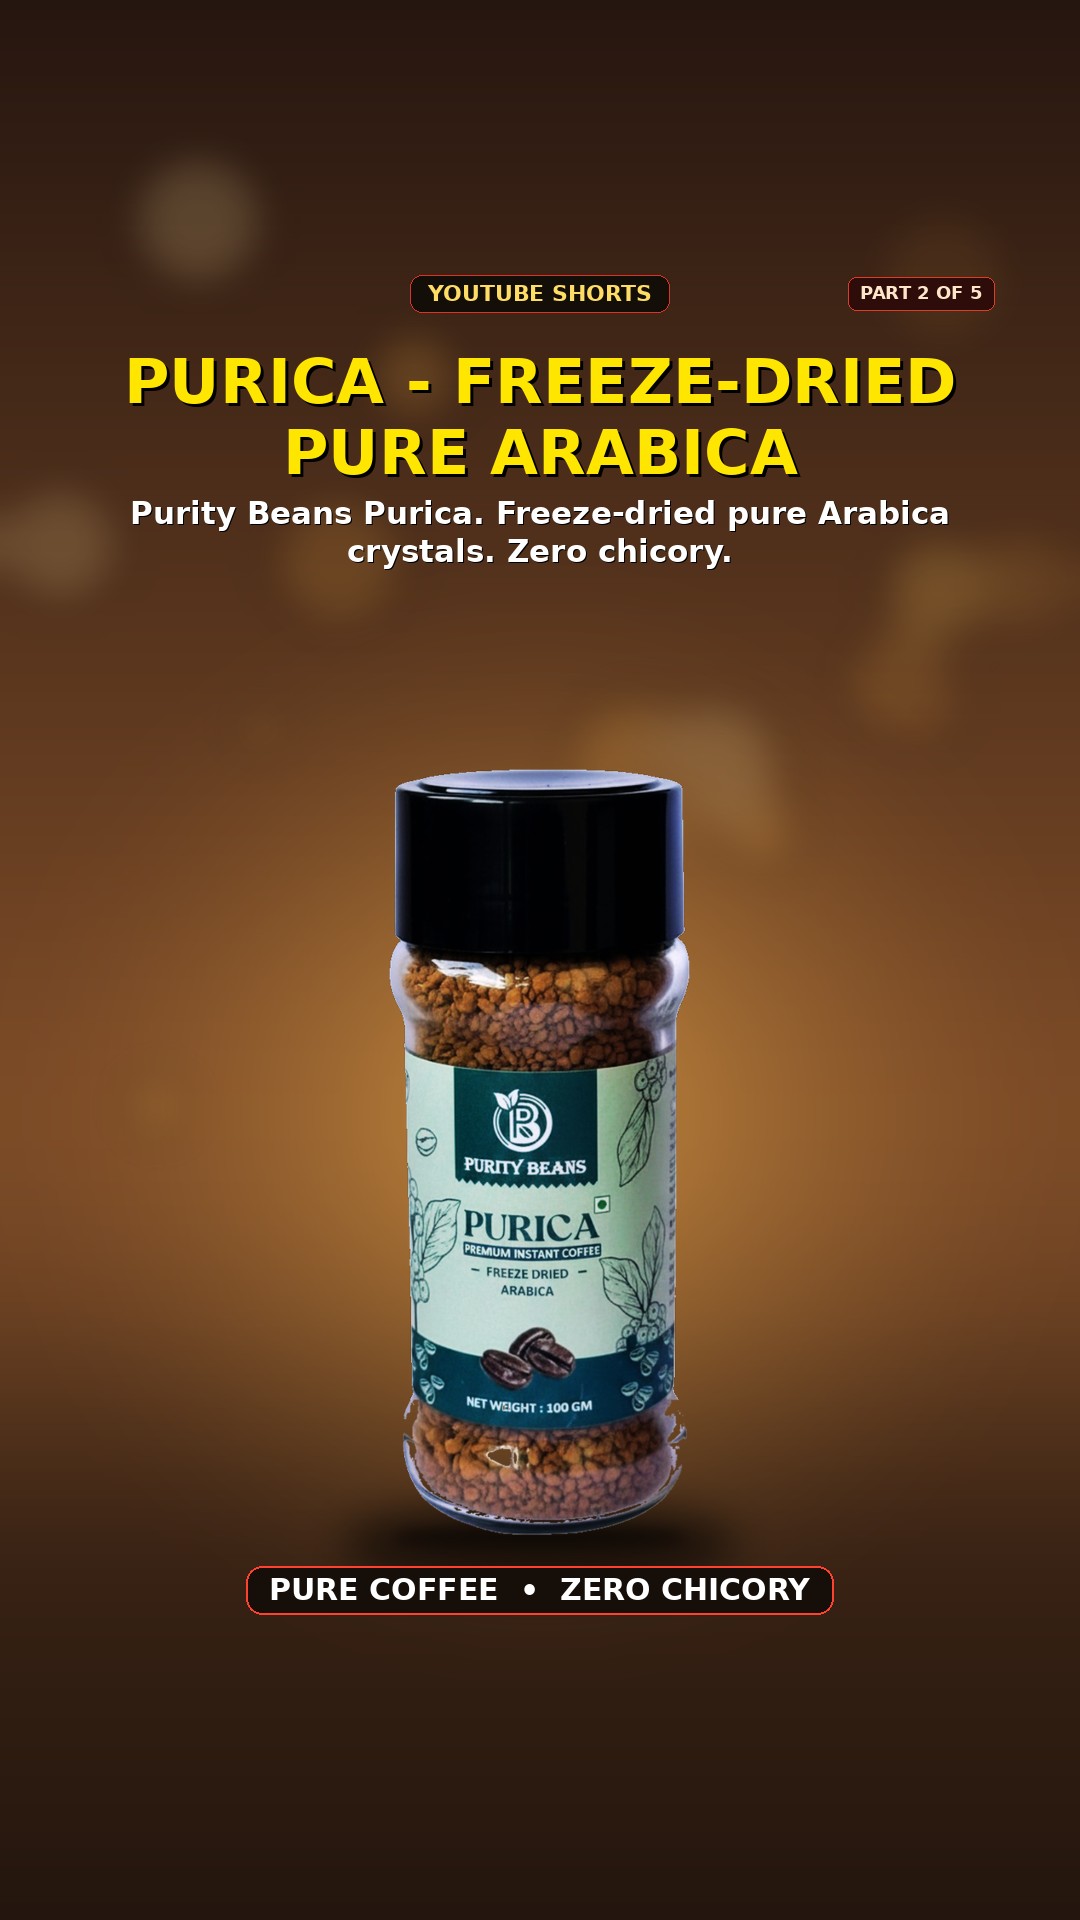 YOUTUBE SHORTS
PART 2 OF 5
PURICA - FREEZE-DRIED
PURE ARABICA
Purity Beans Purica. Freeze-dried pure Arabica
crystals. Zero chicory.
PURITY BEANS
PURICA
PREMIUM INSTANT COFFEE
FREEZE DRIED
ARABICA
NET WEIGHT : 100 GM
PURE COFFEE • ZERO CHICORY